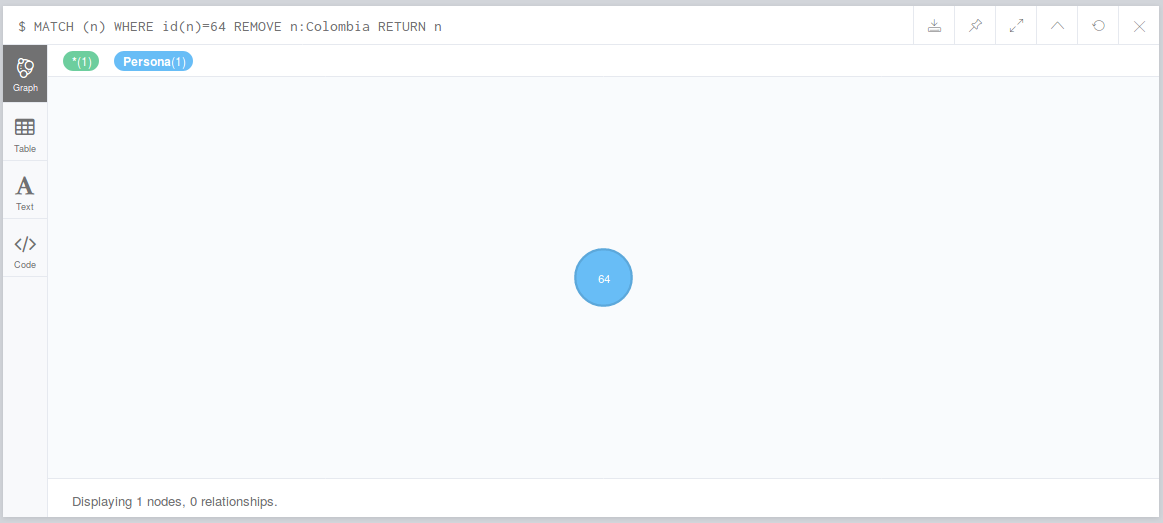 $ MATCH (n) WHERE id(n)=64 REMOVE n:Colombia RETURN n
*(1) Persona(1)
Graph
Table
A
Text
</>
Code
64
Displaying 1 nodes, 0 relationships.